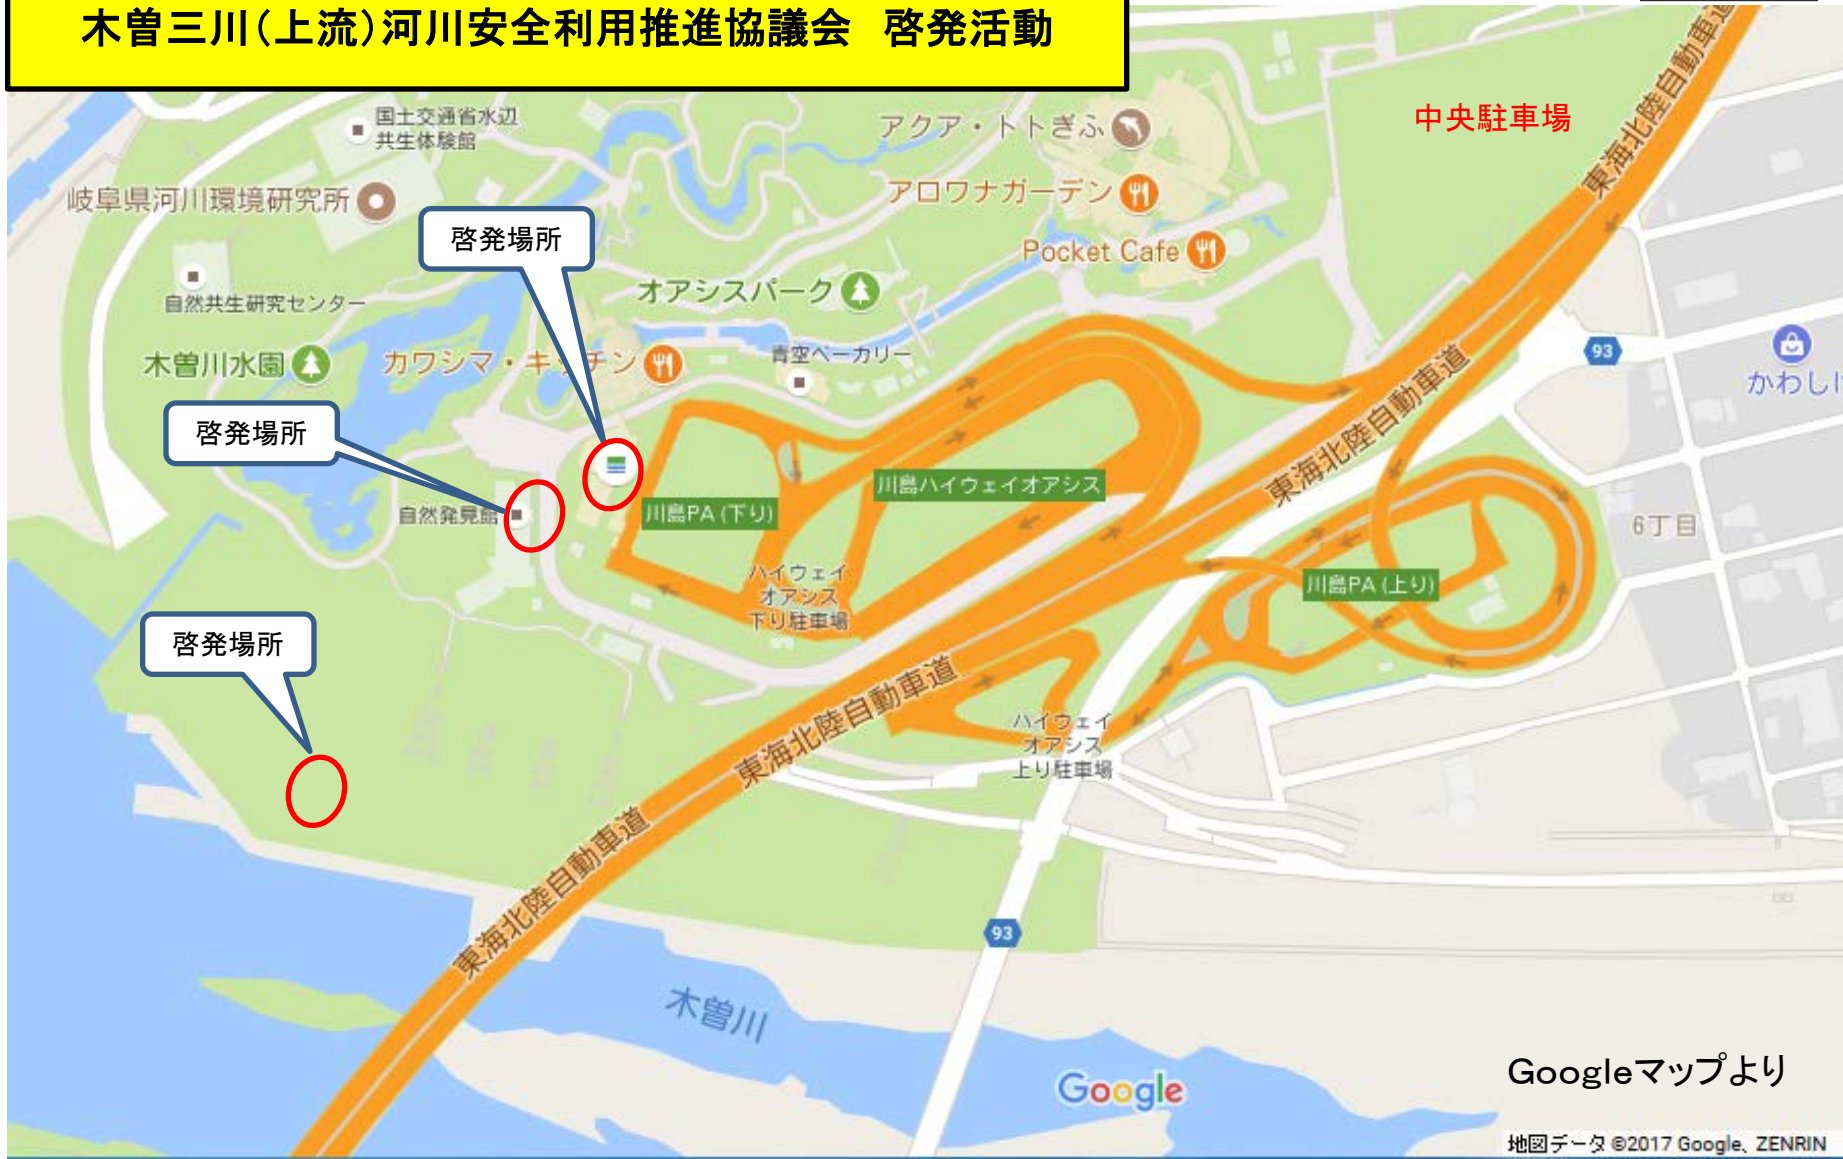 木曽三川（上流）河川安全利用推進協議会　啓発活動
国土交通省水辺
共生体験館
アクア・トトぎふ
中央駐車場
東海北陸自動車道
岐阜県河川環境研究所
アロワナガーデン
啓発場所
Pocket Cafe
自然共生研究センター
オアシスパーク
木曽川水園
カワシマ・キッチン
青空ベーカリー
93
かわし
啓発場所
東海北陸自動車道
川島ハイウェイオアシス
自然発見館
川島PA (下り)
6丁目
ハイウェイ
オアシス
下り駐車場
川島PA (上り)
啓発場所
東海北陸自動車道
ハイウェイ
オアシス
上り駐車場
東海北陸自動車道
93
木曽川
Google
Googleマップより
地図データ ©2017 Google、ZENRIN